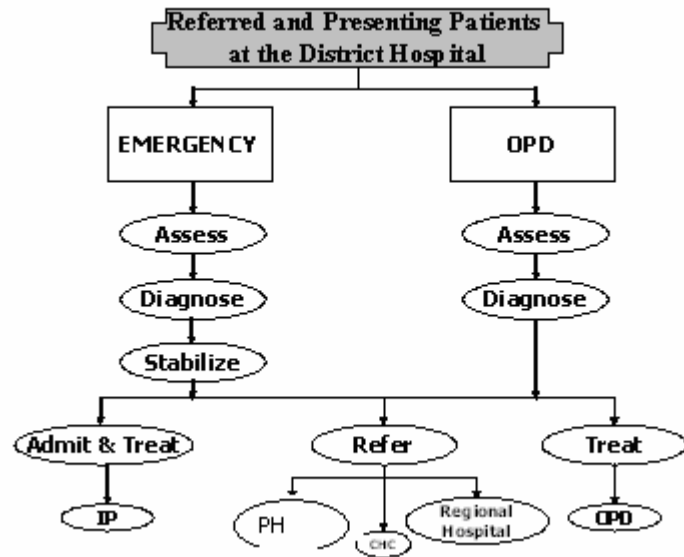 Referred and Presenting Patients
at the District Hospital
EMERGENCY
OPD
Assess
Assess
Diagnose
Diagnose
Stabilize
Admit & Treat
Refer
Treat
IP
PH
CHC
Regional
Hospital
OPD